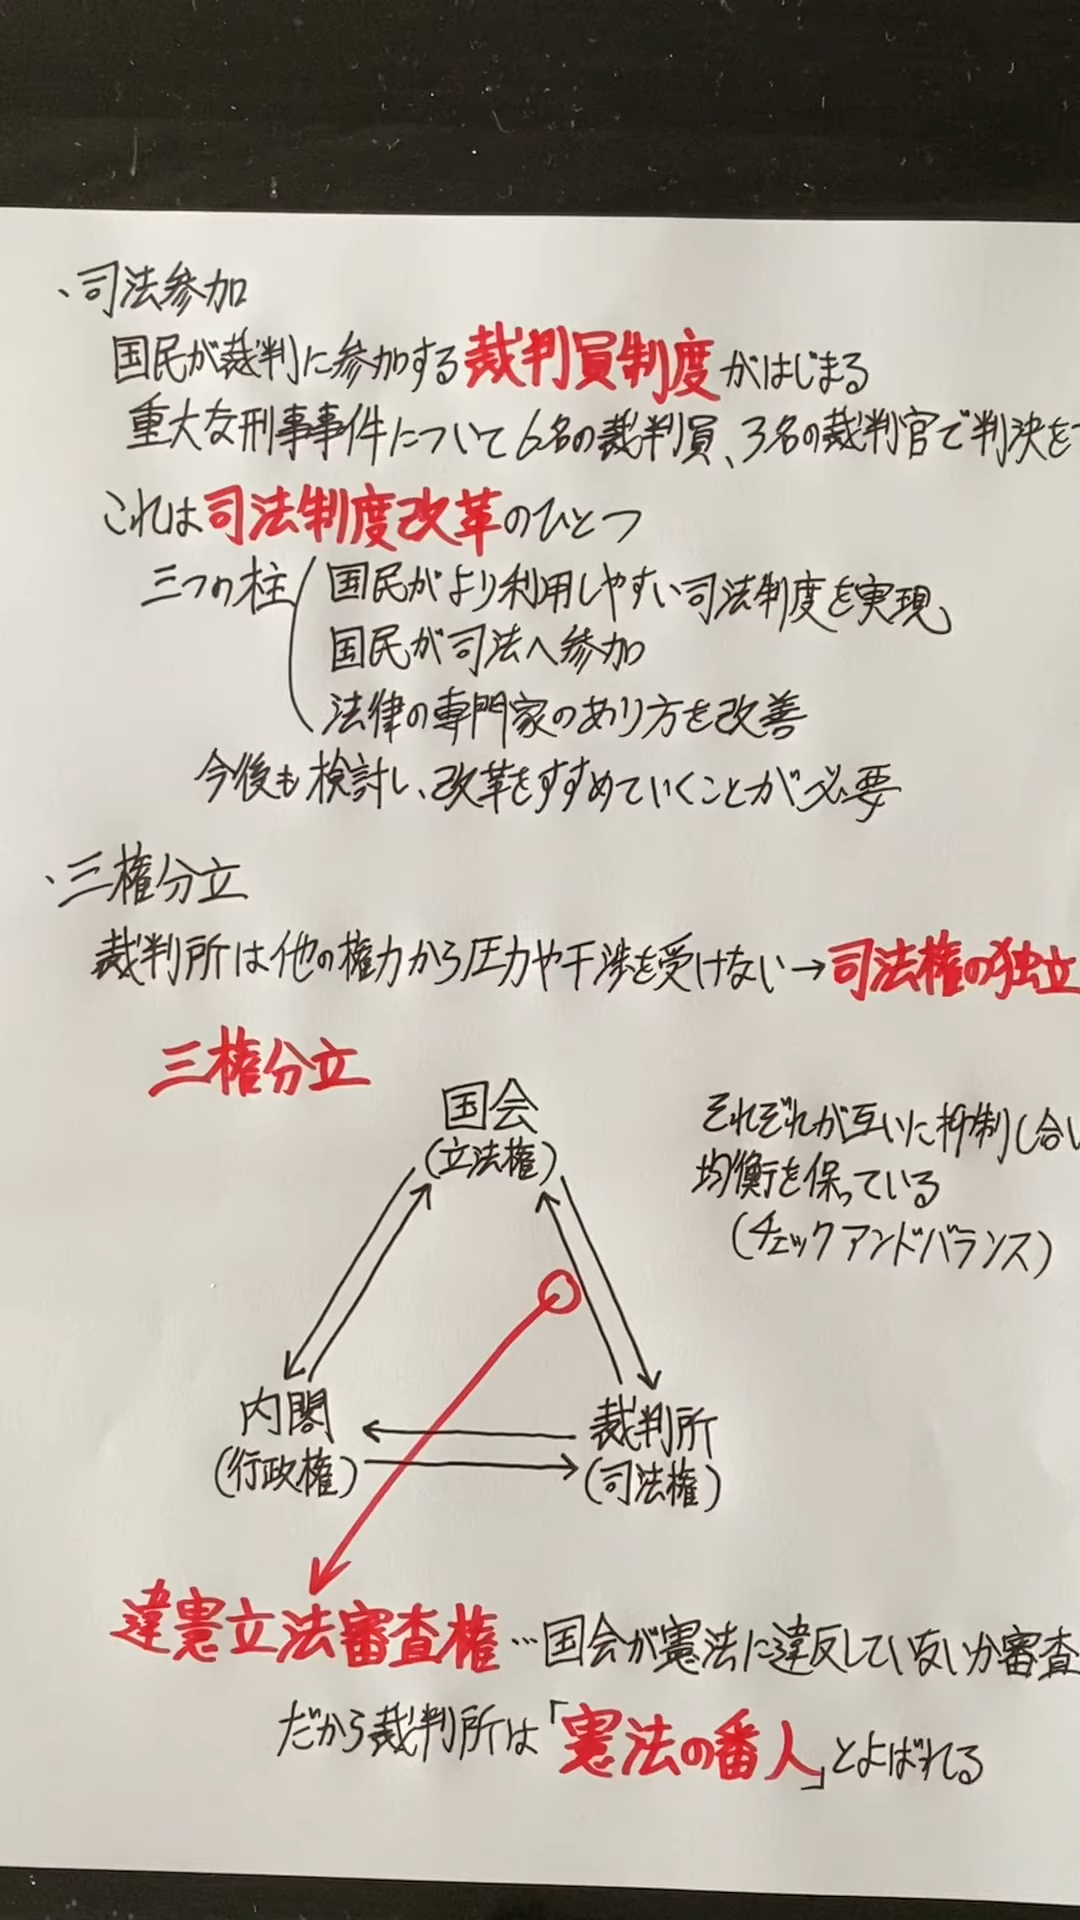 、司法参加
国民が裁判に参加する裁判員制度がはじまる
重大な刑事事件について6名の裁判員、3名の裁判官で判決を
これは司法制度改革のひとつ
三つの柱 国民がより利用しやすい司法制度を実現
国民が司法へ参加
法律の専門家のあり方を改善
今後も検討し、改革をすすめていくことが必要
・三権分立
裁判所は他の権力から圧力や干渉を受けない→司法権の独立
三権分立
国会
(立法権)
それぞれが互いに抑制し合い
均衡を保っている
(チェックアンドバランス)
内閣
(行政権)
裁判所
(司法権)
違憲立法審査権…国会が憲法に違反していないか審査
だから裁判所は「憲法の番人」とよばれる